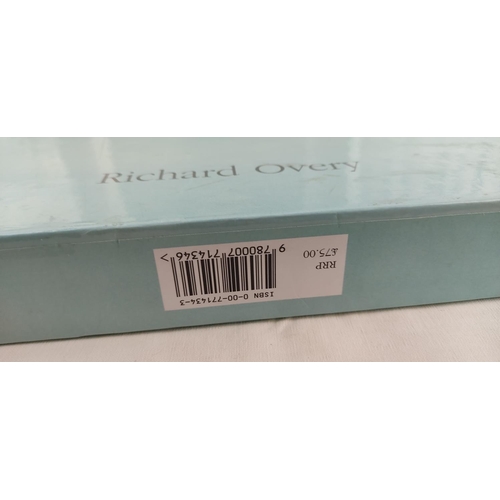 Richard Overy
ISBN 0-00-771434-3
9 780007 714346 >
RRP
£75.00